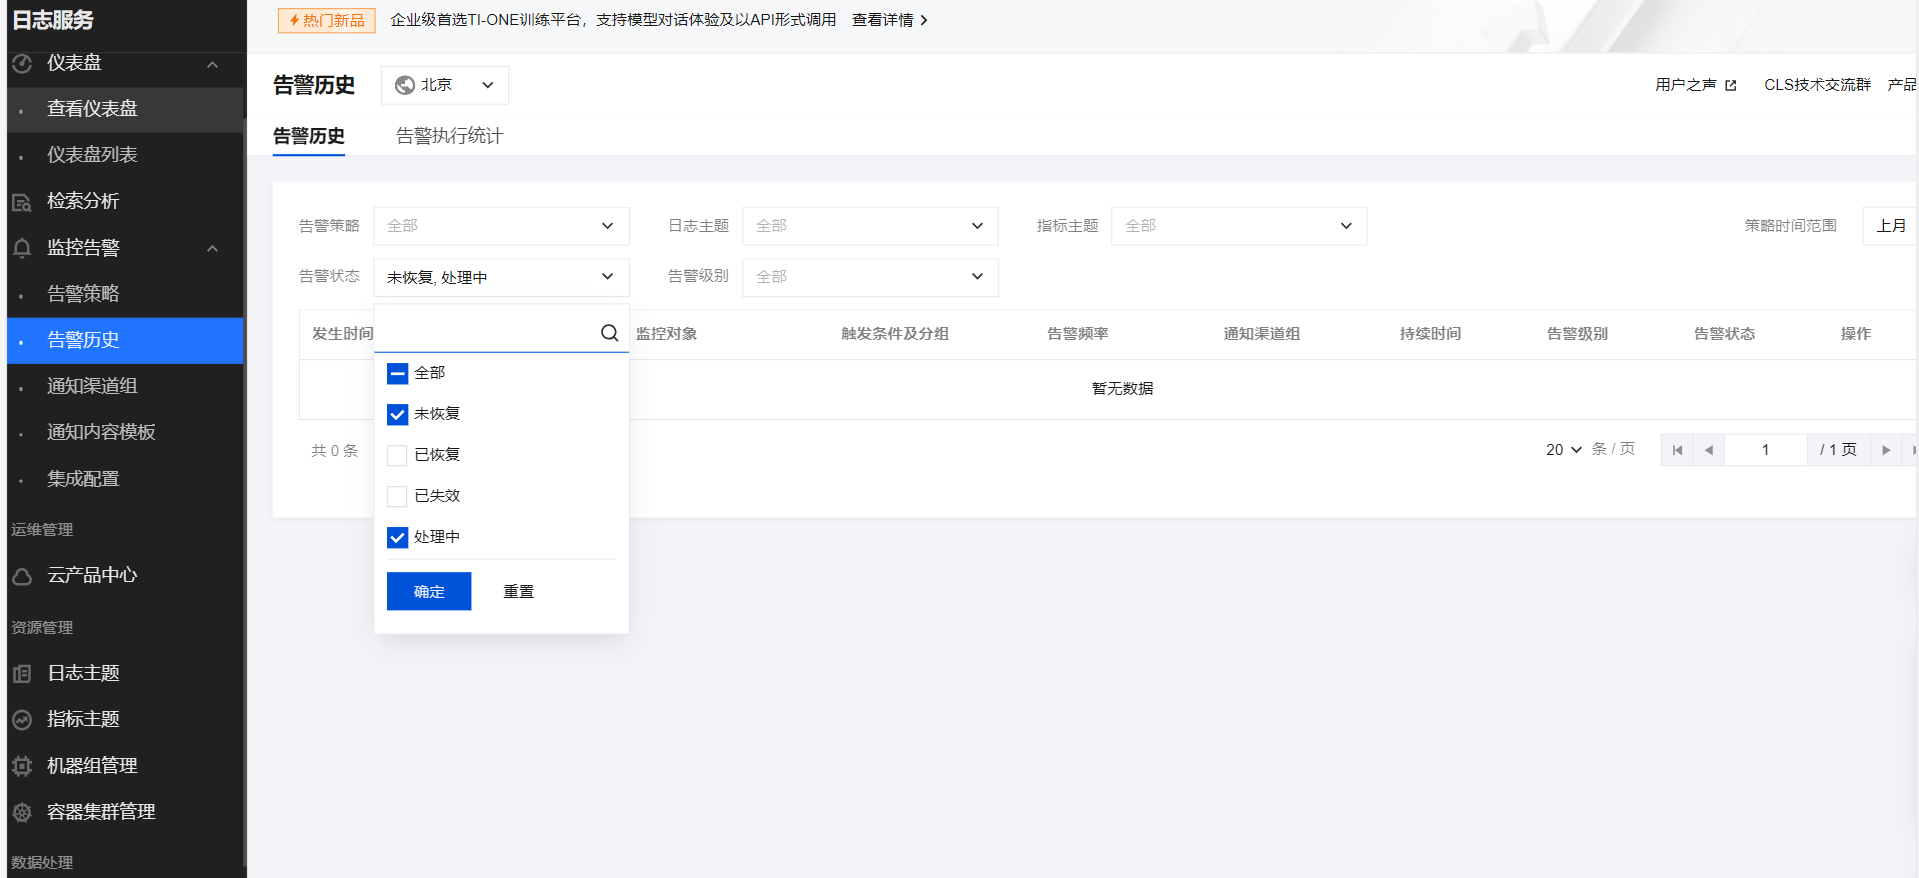 日志服务
仪表盘
查看仪表盘
仪表盘列表
检索分析
监控告警
告警策略
告警历史
通知渠道组
通知内容模板
集成配置
运维管理
云产品中心
资源管理
日志主题
指标主题
机器组管理
容器集群管理
数据处理
热门新品 企业级首选TI-ONE训练平台，支持模型对话体验及以API形式调用 查看详情
告警历史 北京 用户之声 CLS技术交流群 产品
告警历史 告警执行统计
告警策略 全部 日志主题 全部 指标主题 全部 策略时间范围 上月
告警状态 未恢复, 处理中 告警级别 全部
发生时间 监控对象 触发条件及分组 告警频率 通知渠道组 持续时间 告警级别 告警状态 操作
暂无数据
共 0 条 20 条 / 页 1 / 1 页
全部
未恢复
已恢复
已失效
处理中
确定 重置